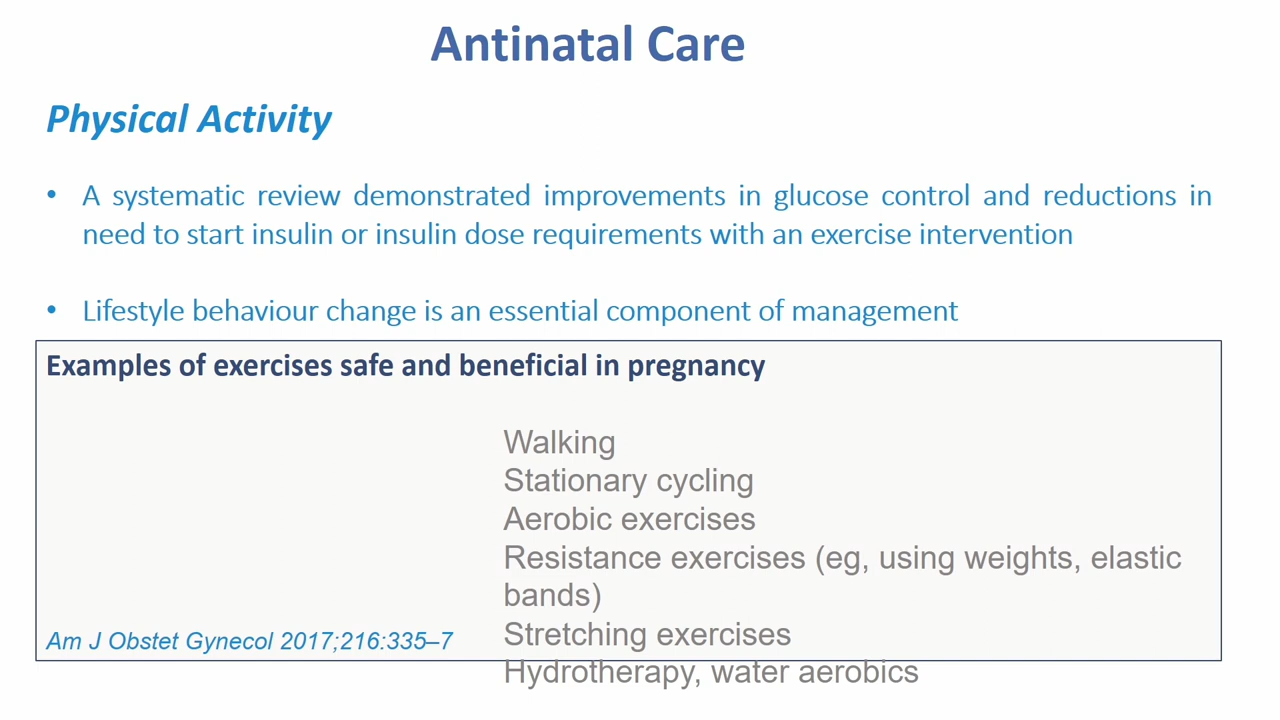 Antinatal Care
Physical Activity
• A systematic review demonstrated improvements in glucose control and reductions in
need to start insulin or insulin dose requirements with an exercise intervention
• Lifestyle behaviour change is an essential component of management
Examples of exercises safe and beneficial in pregnancy
Walking
Stationary cycling
Aerobic exercises
Resistance exercises (eg, using weights, elastic
bands)
Stretching exercises
Hydrotherapy, water aerobics
Am J Obstet Gynecol 2017;216:335–7